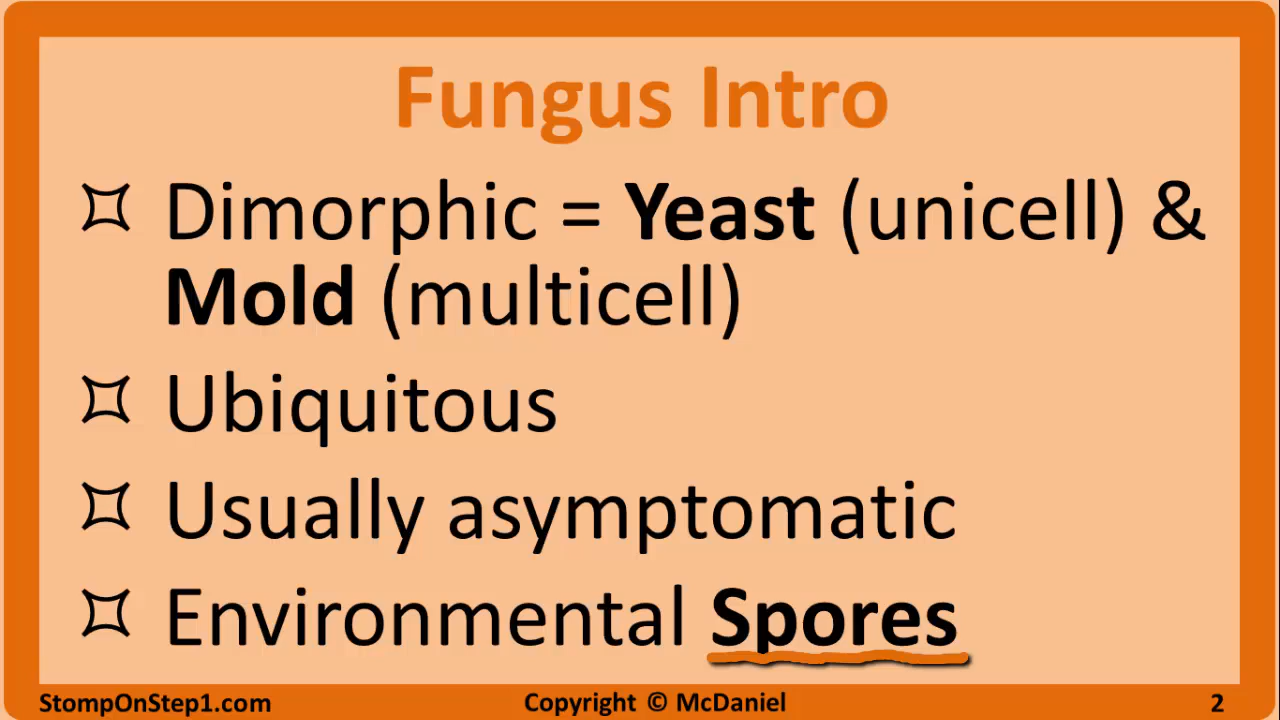 Fungus Intro
Dimorphic = Yeast (unicell) &
Mold (multicell)
Ubiquitous
Usually asymptomatic
Environmental Spores
StompOnStep1.com Copyright © McDaniel 2